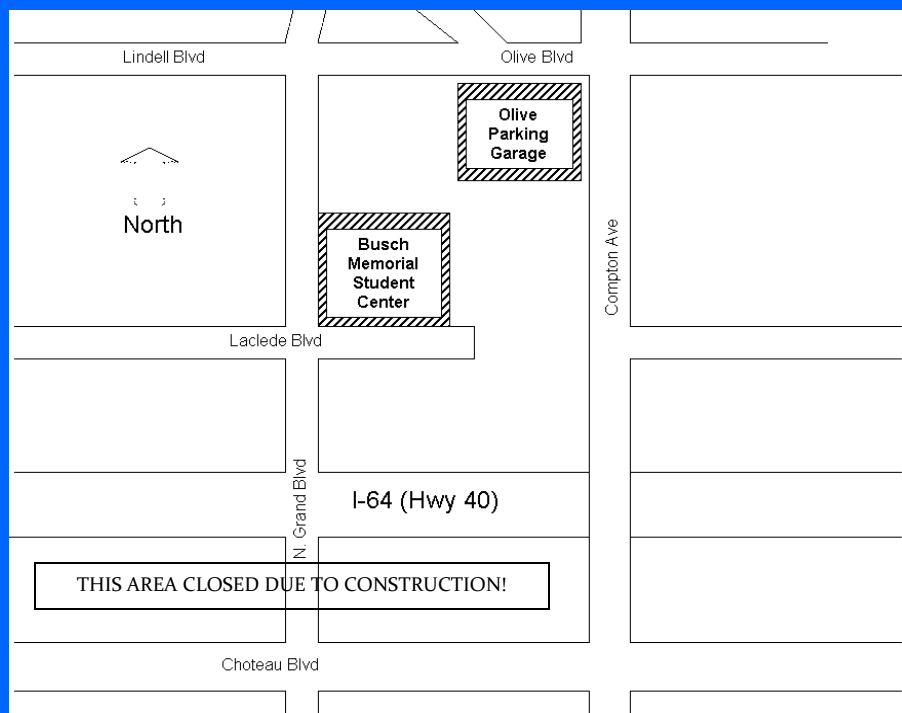 Lindell Blvd
Olive Blvd
Olive
Parking
Garage
North
Busch
Memorial
Student
Center
Compton Ave
Laclede Blvd
N. Grand Blvd
I-64 (Hwy 40)
THIS AREA CLOSED DUE TO CONSTRUCTION!
Choteau Blvd